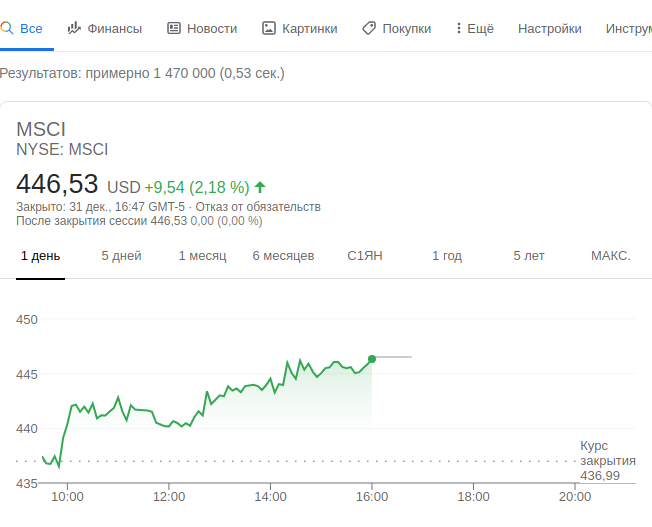 Все Финансы Новости Картинки Покупки Ещё Настройки Инструм
Результатов: примерно 1 470 000 (0,53 сек.)
MSCI
NYSE: MSCI
446,53 USD +9,54 (2,18 %)
Закрыто: 31 дек., 16:47 GMT-5 · Отказ от обязательств
После закрытия сессии 446,53 0,00 (0,00 %)
1 день 5 дней 1 месяц 6 месяцев С1ЯН 1 год 5 лет МАКС.
450
445
440
Курс
закрытия
436,99
435
10:00 12:00 14:00 16:00 18:00 20:00